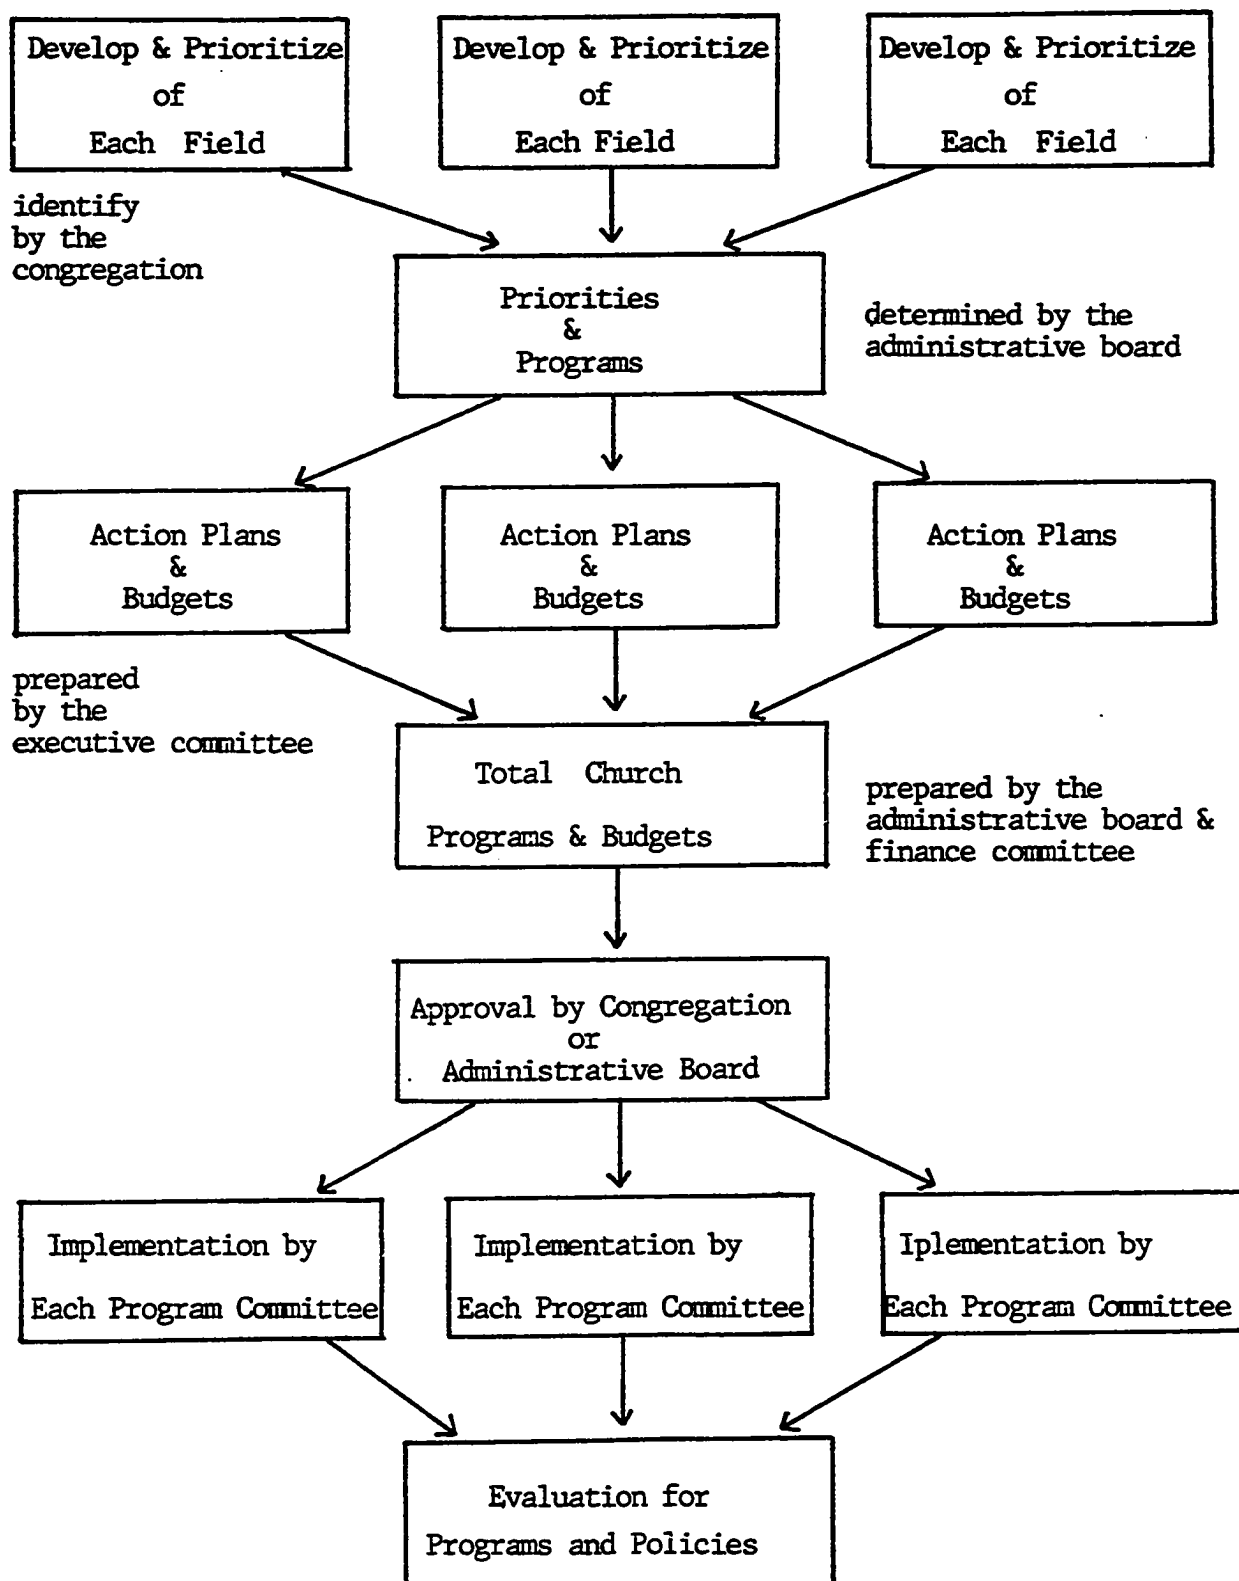 Develop & Prioritize
of
Each Field
Develop & Prioritize
of
Each Field
Develop & Prioritize
of
Each Field
identify
by the
congregation
Priorities
&
Programs
determined by the
administrative board
Action Plans
&
Budgets
Action Plans
&
Budgets
Action Plans
&
Budgets
prepared
by the
executive committee
Total Church
Programs & Budgets
prepared by the
administrative board &
finance committee
Approval by Congregation
or
Administrative Board
Implementation by
Each Program Committee
Implementation by
Each Program Committee
Iplementation by
Each Program Committee
Evaluation for
Programs and Policies